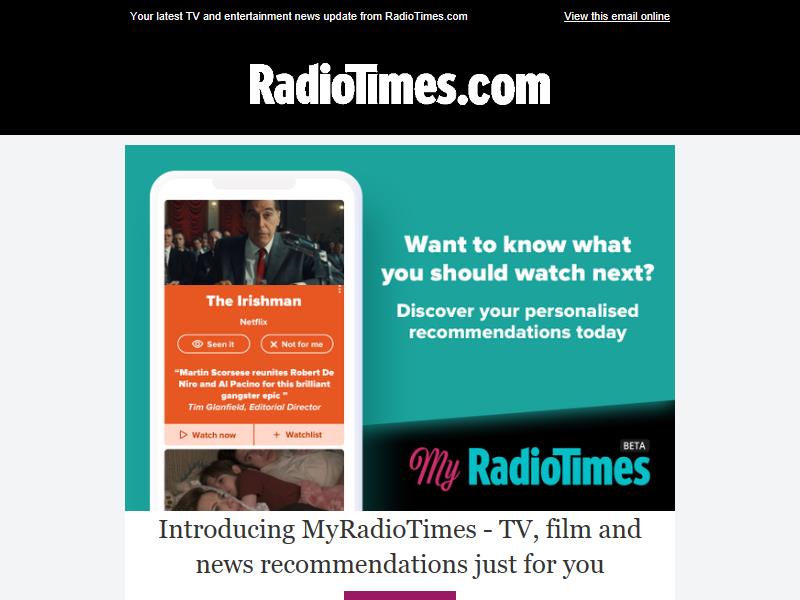 Your latest TV and entertainment news update from RadioTimes.com
View this email online
RadioTimes.com
Want to know what
you should watch next?
Discover your personalised
recommendations today
The Irishman
Netflix
Seen it
Not for me
“Martin Scorsese reunites Robert De
Niro and Al Pacino for this brilliant
gangster epic ”
Tim Glanfield, Editorial Director
Watch now
+ Watchlist
BETA
My RadioTimes
Introducing MyRadioTimes - TV, film and
news recommendations just for you